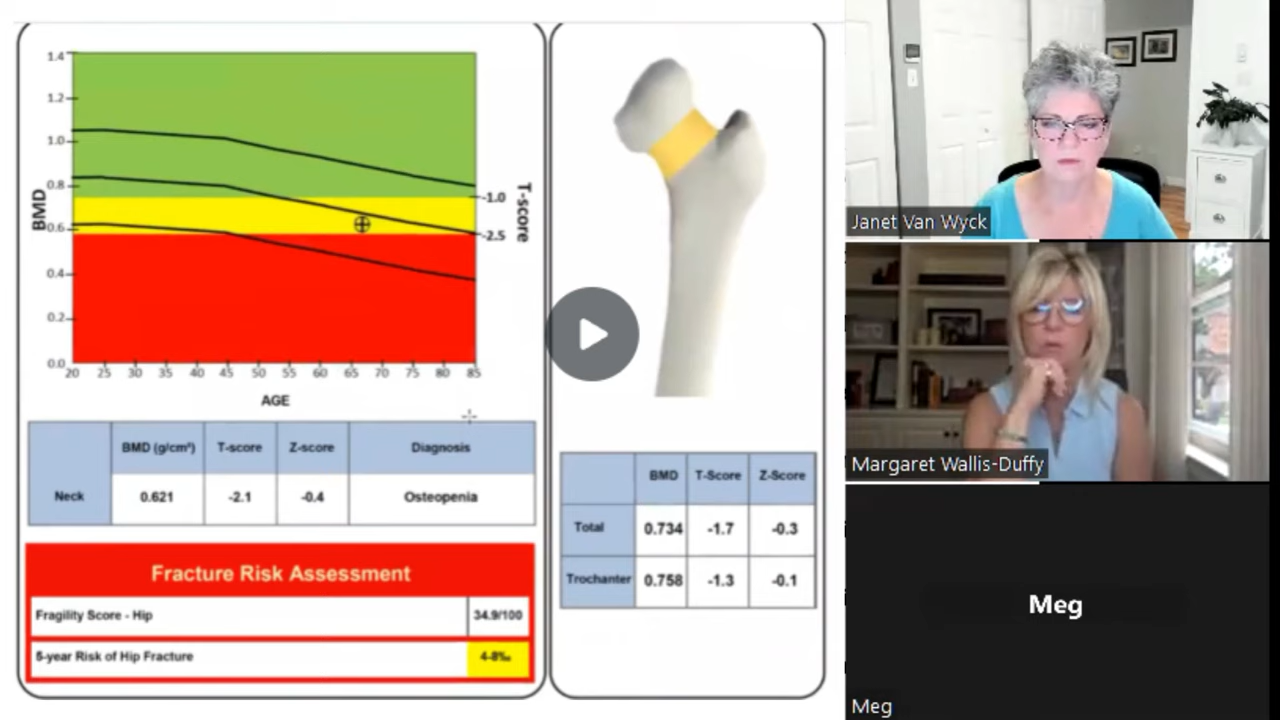 1.4
1.2
1.0
0.8
0.6
0.4
0.2
0.0
BMD
-1.0
-2.5
T-score
20 25 30 35 40 45 50 55 60 65 70 75 80 85
AGE
BMD (g/cm²) T-score Z-score Diagnosis
Neck 0.621 -2.1 -0.4 Osteopenia
Fracture Risk Assessment
Fragility Score - Hip 34.9/100
5-year Risk of Hip Fracture 4-8‰
BMD T-Score Z-Score
Total 0.734 -1.7 -0.3
Trochanter 0.758 -1.3 -0.1
Janet Van Wyck
Margaret Wallis-Duffy
Meg
Meg